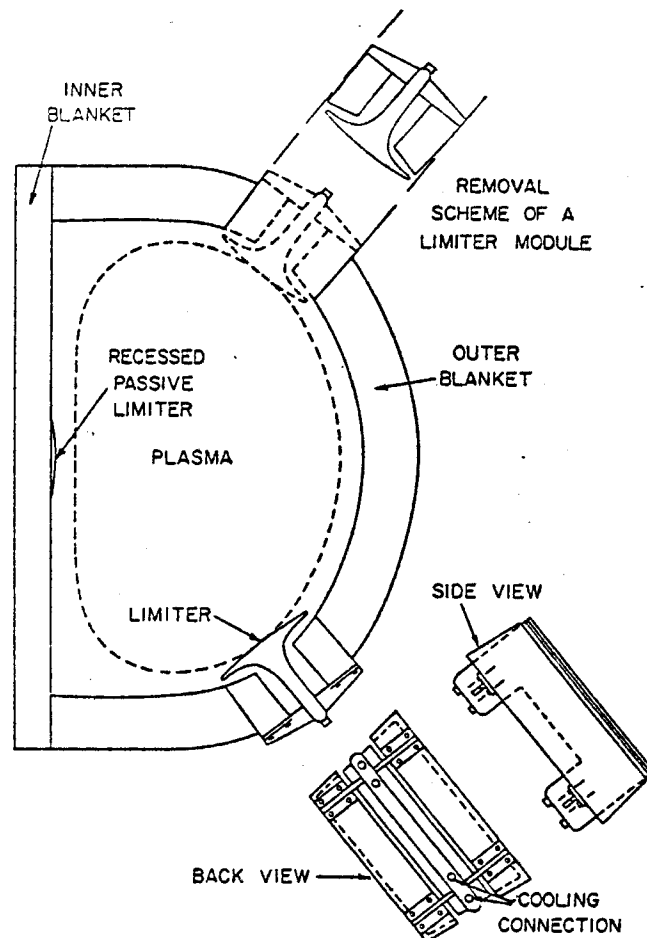 INNER
BLANKET
REMOVAL
SCHEME OF A
LIMITER MODULE
RECESSED
PASSIVE
LIMITER
OUTER
BLANKET
PLASMA
LIMITER
SIDE VIEW
BACK VIEW
COOLING
CONNECTION